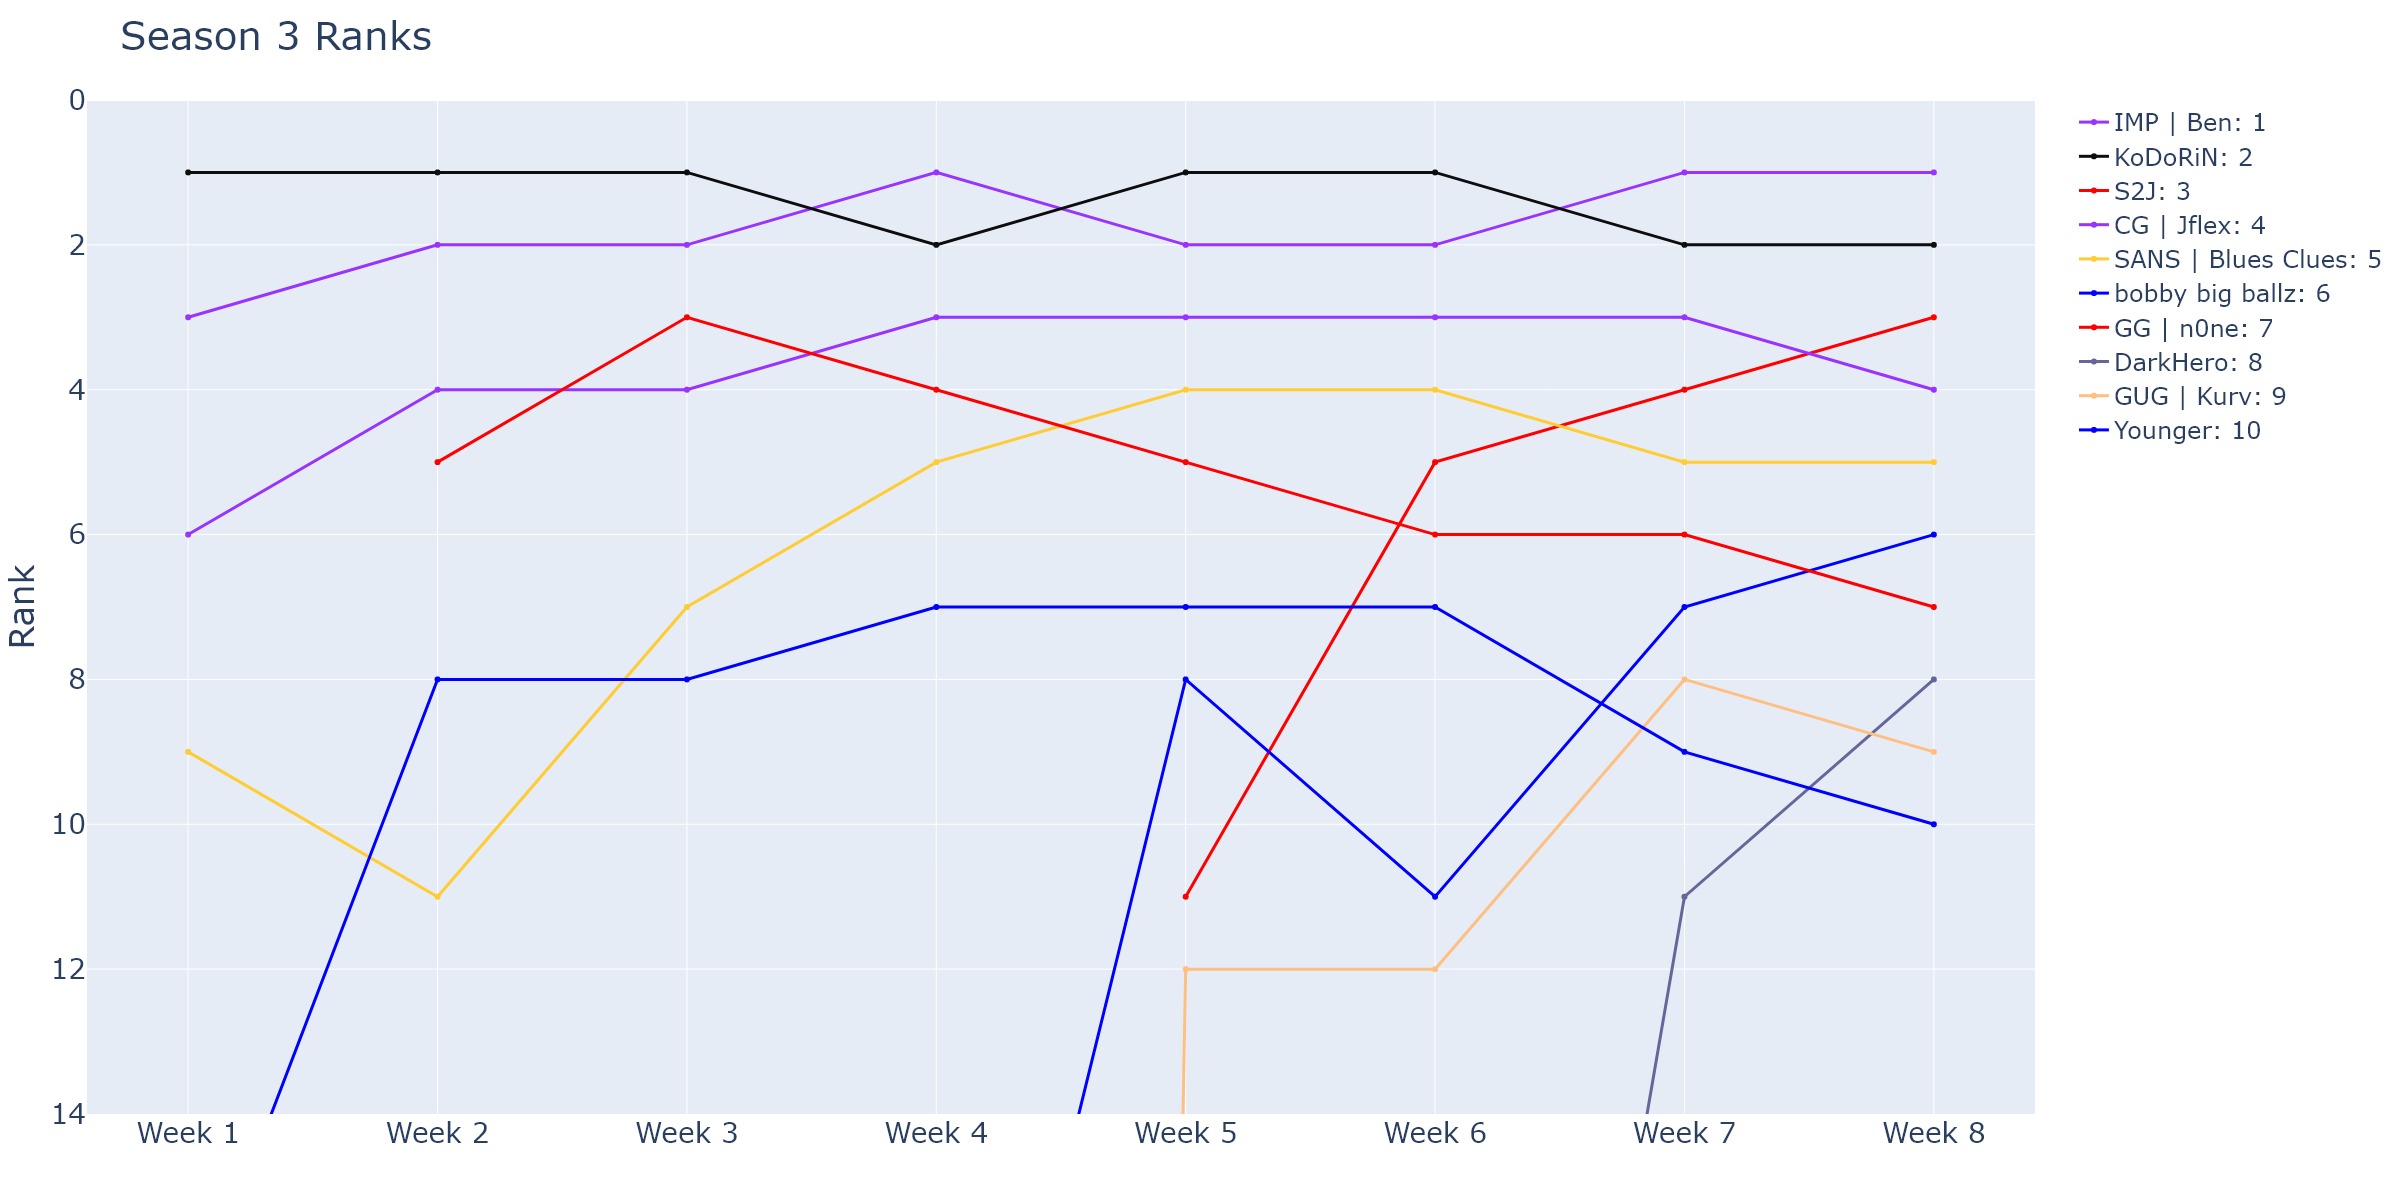 Season 3 Ranks
0
2
4
6
8
10
12
14
Rank
Week 1
Week 2
Week 3
Week 4
Week 5
Week 6
Week 7
Week 8
IMP | Ben: 1
KoDoRiN: 2
S2J: 3
CG | Jflex: 4
SANS | Blues Clues: 5
bobby big ballz: 6
GG | n0ne: 7
DarkHero: 8
GUG | Kurv: 9
Younger: 10